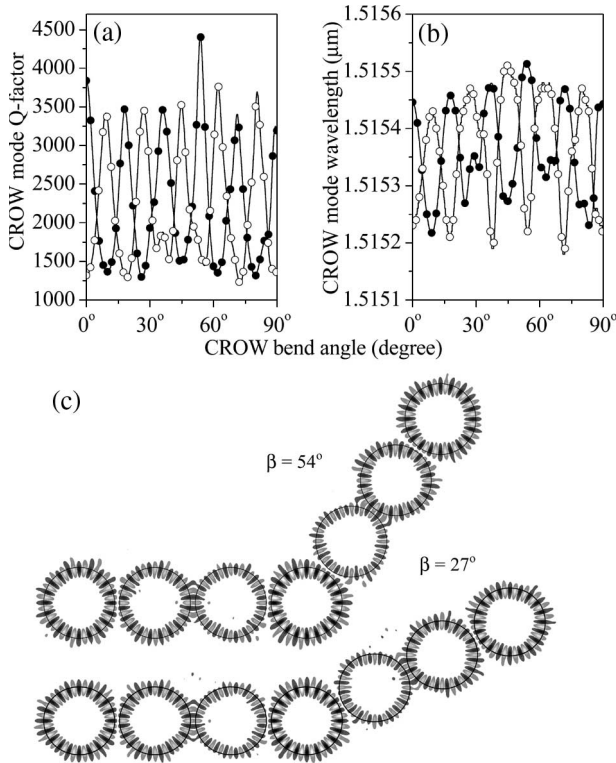 (a)
CROW mode Q-factor
4500
4000
3500
3000
2500
2000
1500
1000
0° 30° 60° 90°
(b)
CROW mode wavelength (μm)
1.5156
1.5155
1.5154
1.5153
1.5152
1.5151
0° 30° 60° 90°
CROW bend angle (degree)
(c)
β = 54°
β = 27°